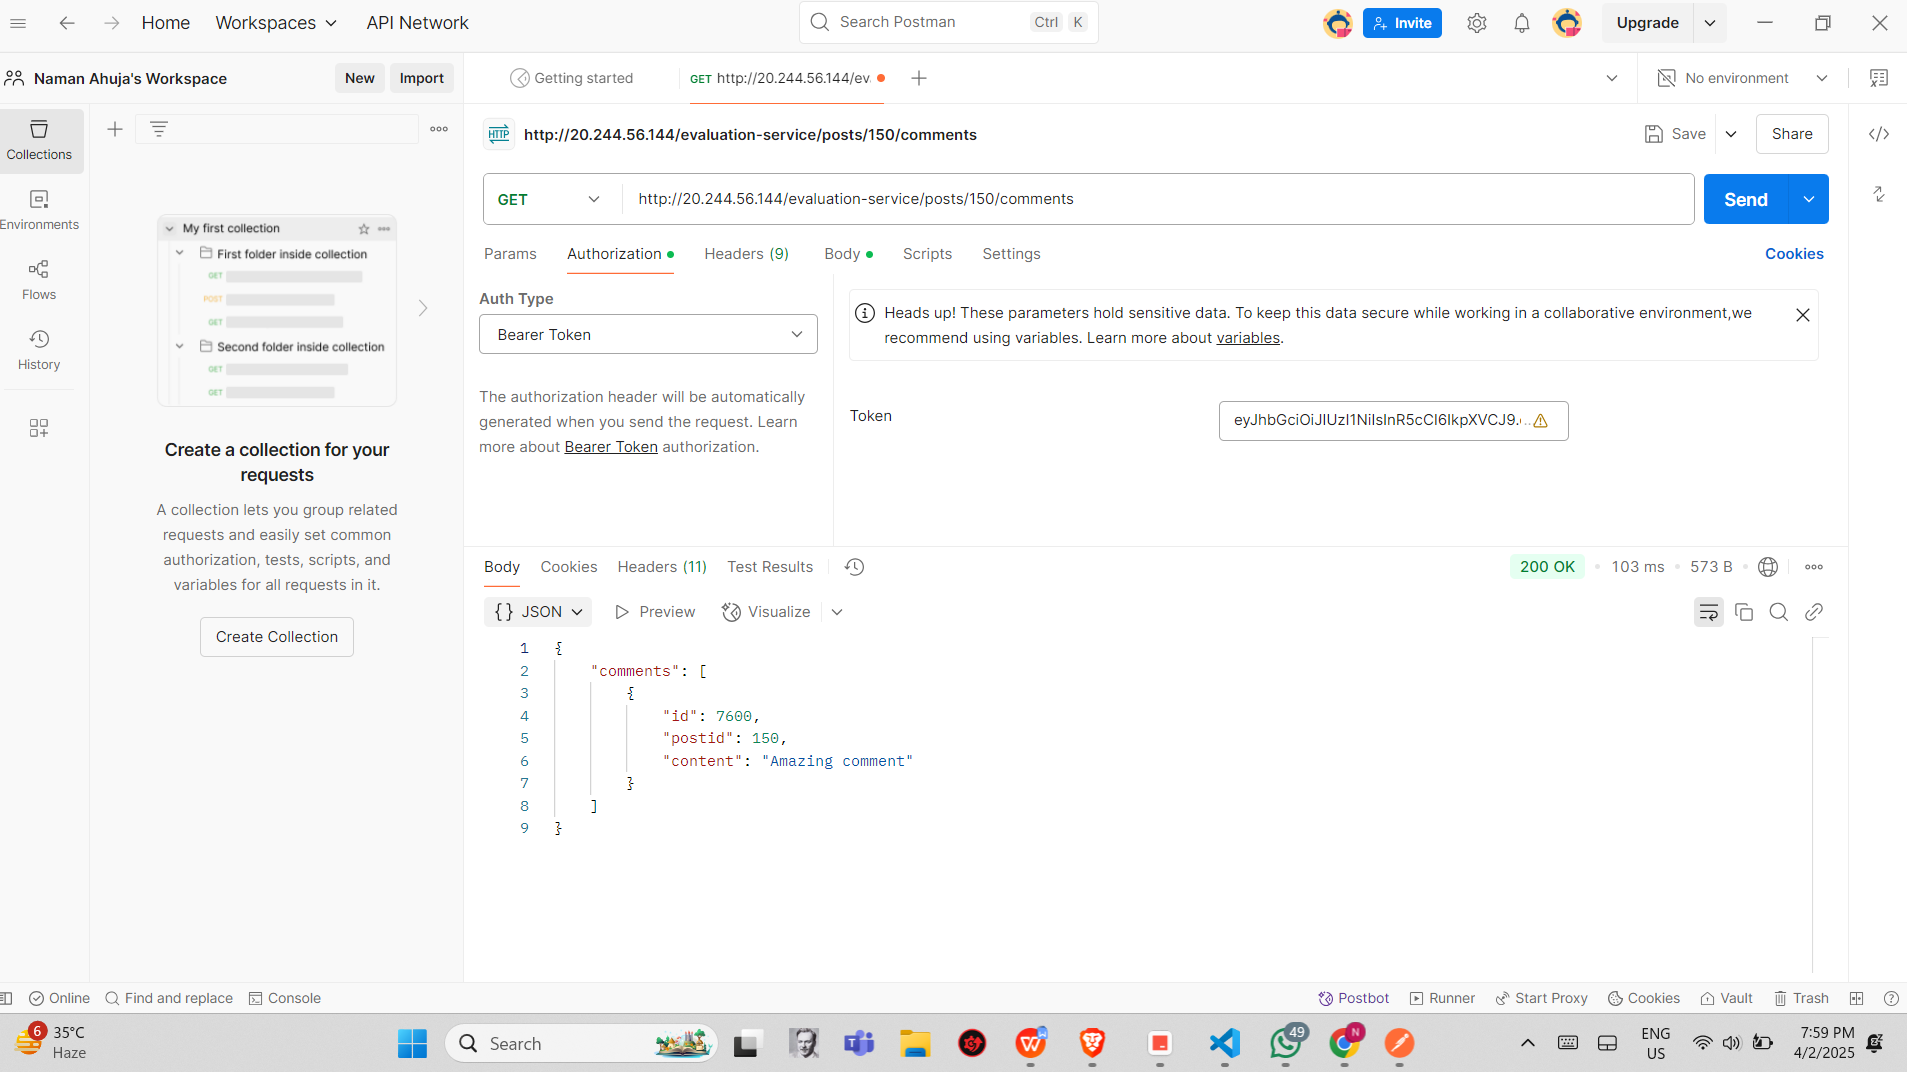 Home Workspaces API Network Search Postman Ctrl K Invite Upgrade
Naman Ahuja's Workspace New Import Getting started GET http://20.244.56.144/ev. No environment
Collections
Environments
Flows
History
My first collection
First folder inside collection
GET
POST
GET
Second folder inside collection
GET
GET
Create a collection for your
requests
A collection lets you group related
requests and easily set common
authorization, tests, scripts, and
variables for all requests in it.
Create Collection
HTTP http://20.244.56.144/evaluation-service/posts/150/comments Save Share
GET http://20.244.56.144/evaluation-service/posts/150/comments Send
Params Authorization Headers (9) Body Scripts Settings Cookies
Auth Type
Bearer Token
The authorization header will be automatically
generated when you send the request. Learn
more about Bearer Token authorization.
Heads up! These parameters hold sensitive data. To keep this data secure while working in a collaborative environment,we
recommend using variables. Learn more about variables.
Token eyJhbGciOiJIUzI1NiIsInR5cCI6IkpXVCJ9.…
Body Cookies Headers (11) Test Results 200 OK 103 ms 573 B
{} JSON Preview Visualize
1 {
2 "comments": [
3 {
4 "id": 7600,
5 "postid": 150,
6 "content": "Amazing comment"
7 }
8 ]
9 }
Online Find and replace Console Postbot Runner Start Proxy Cookies Vault Trash
6 35°C
Haze
Search
49
N
ENG
US
7:59 PM
4/2/2025